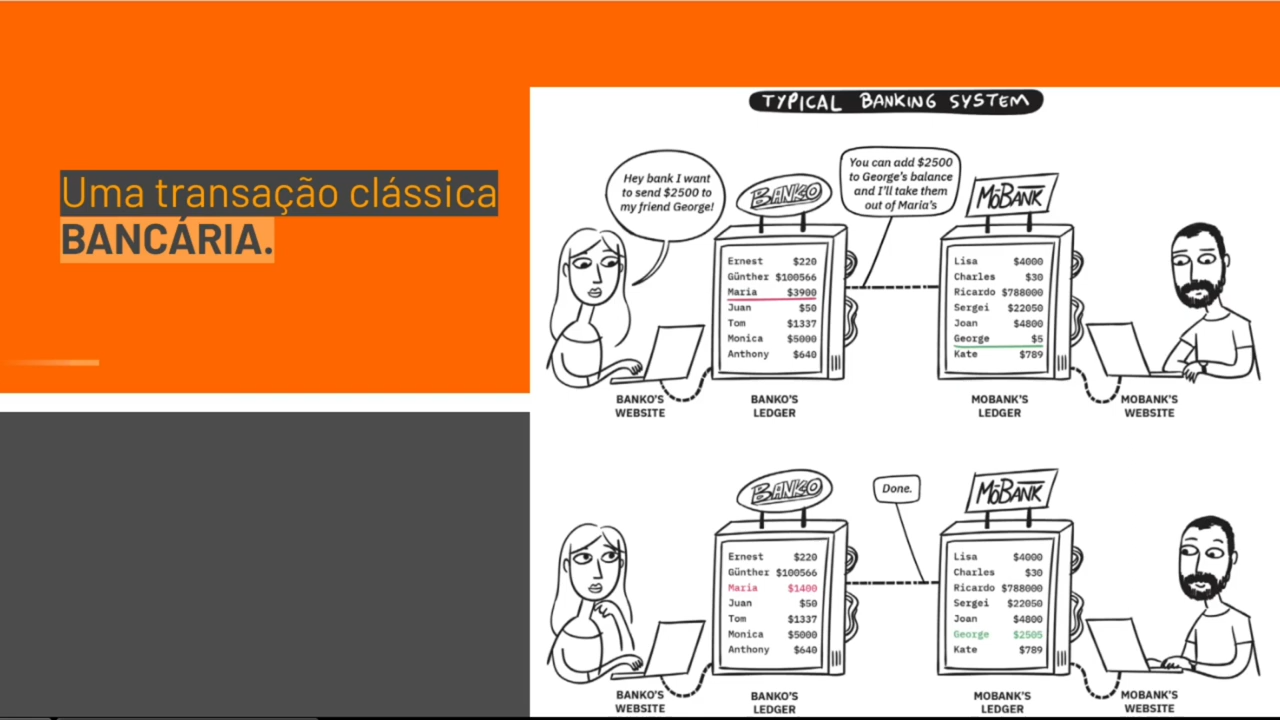 Uma transação clássica
BANCÁRIA.
TYPICAL BANKING SYSTEM
Hey bank I want
to send $2500 to
my friend George!
BANKO
You can add $2500
to George's balance
and I'll take them
out of Maria's
MŌBANK
Ernest $220
Günther $100566
Maria $3900
Juan $50
Tom $1337
Monica $5000
Anthony $640
Lisa $4000
Charles $30
Ricardo $788000
Sergei $22050
Joan $4800
George $5
Kate $789
BANKO'S
WEBSITE
BANKO'S
LEDGER
MOBANK'S
LEDGER
MOBANK'S
WEBSITE
BANKO
Done.
MŌBANK
Ernest $220
Günther $100566
Maria $1400
Juan $50
Tom $1337
Monica $5000
Anthony $640
Lisa $4000
Charles $30
Ricardo $788000
Sergei $22050
Joan $4800
George $2505
Kate $789
BANKO'S
WEBSITE
BANKO'S
LEDGER
MOBANK'S
LEDGER
MOBANK'S
WEBSITE